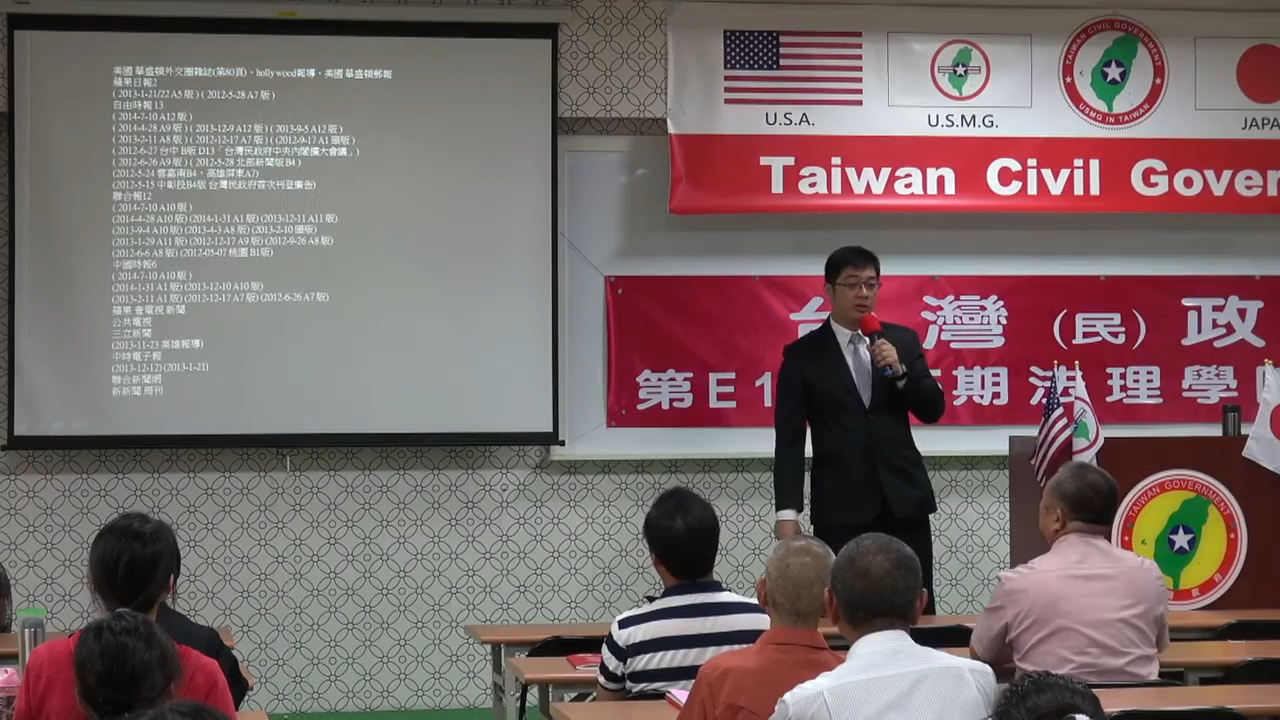 美國 華盛頓外交圈雜誌(第80頁)、hollywood報導、美國 華盛頓郵報
蘋果日報2
( 2013-1-21/22 A5 版 ) ( 2012-5-28 A7 版 )
自由時報 13
( 2014-7-10 A12 版 )
( 2014-4-28 A9 版 ) ( 2013-12-9 A12 版 ) ( 2013-9-5 A12 版 )
( 2013-2-11 A8 版 ) ( 2012-12-17 A7 版 ) ( 2012-9-17 A1 頭版 )
( 2012-6-27 台中 B版 D13「台灣民政府中央內閣擴大會議」)
( 2012-6-26 A9 版 ) ( 2012-5-28 北部新聞版 B4 )
(2012-5-24 雲嘉南B4、高雄屏東A7)
(2012-5-15 中彰投B4版 台灣民政府首次刊登廣告)
聯合報12
( 2014-7-10 A10 版 )
(2014-4-28 A10 版) (2014-1-31 A1 版) (2013-12-11 A11 版)
(2013-9-4 A10 版) (2013-4-3 A8 版) (2013-2-10 頭版)
(2013-1-29 A11 版) (2012-12-17 A9 版) (2012-9-26 A8 版)
(2012-6-6 A8 版) (2012-05-07 桃園 B1版)
中國時報6
( 2014-7-10 A10 版 )
(2014-1-31 A1 版) (2013-12-10 A10 版)
(2013-2-11 A1 版) (2012-12-17 A7 版) (2012-6-26 A7 版)
蘋果 壹電視 新聞
公共電視
三立新聞
(2013-11-23 高雄報導)
中時電子報
(2013-12-12) (2013-1-21)
聯合新聞網
新新聞 周刊
U.S.A.
U.S.M.G.
TAIWAN CIVIL GOVERNMENT
USMG IN TAIWAN
JAPA
Taiwan Civil Gover
台灣(民)政
第E1 期法理學
TAIWAN GOVERNMENT